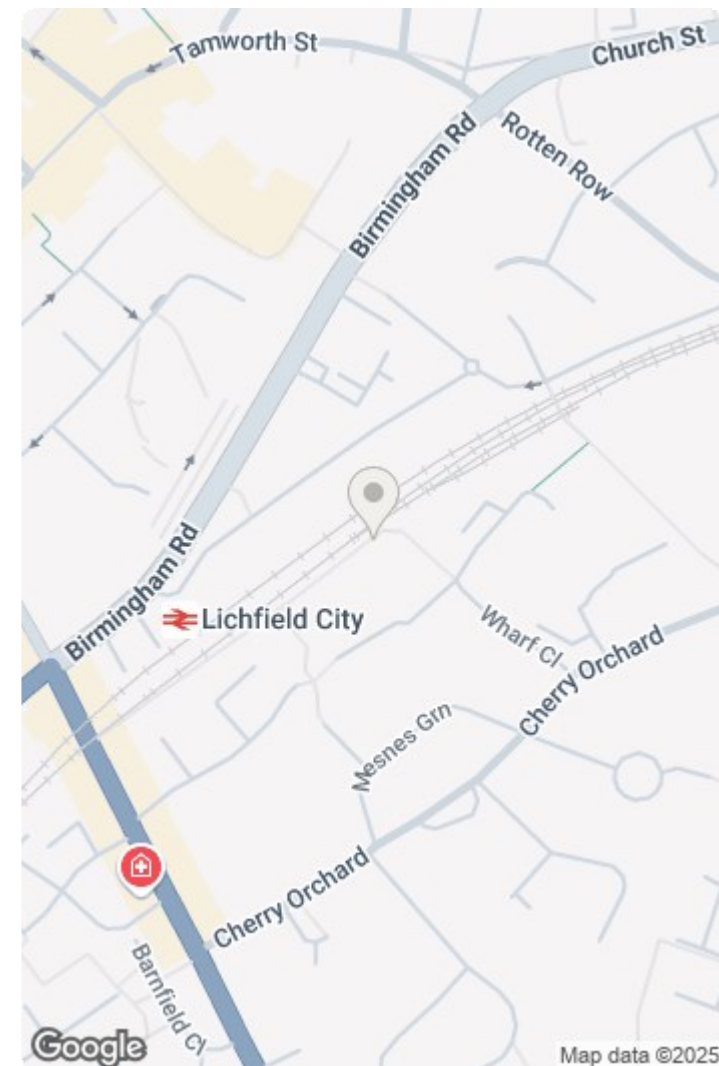 Tamworth St
Church St
Birmingham Rd
Rotten Row
Birmingham Rd
Lichfield City
Wharf Cl
Cherry Orchard
Mesnes Grn
Cherry Orchard
Barnfield Cl
Google
Map data ©2025